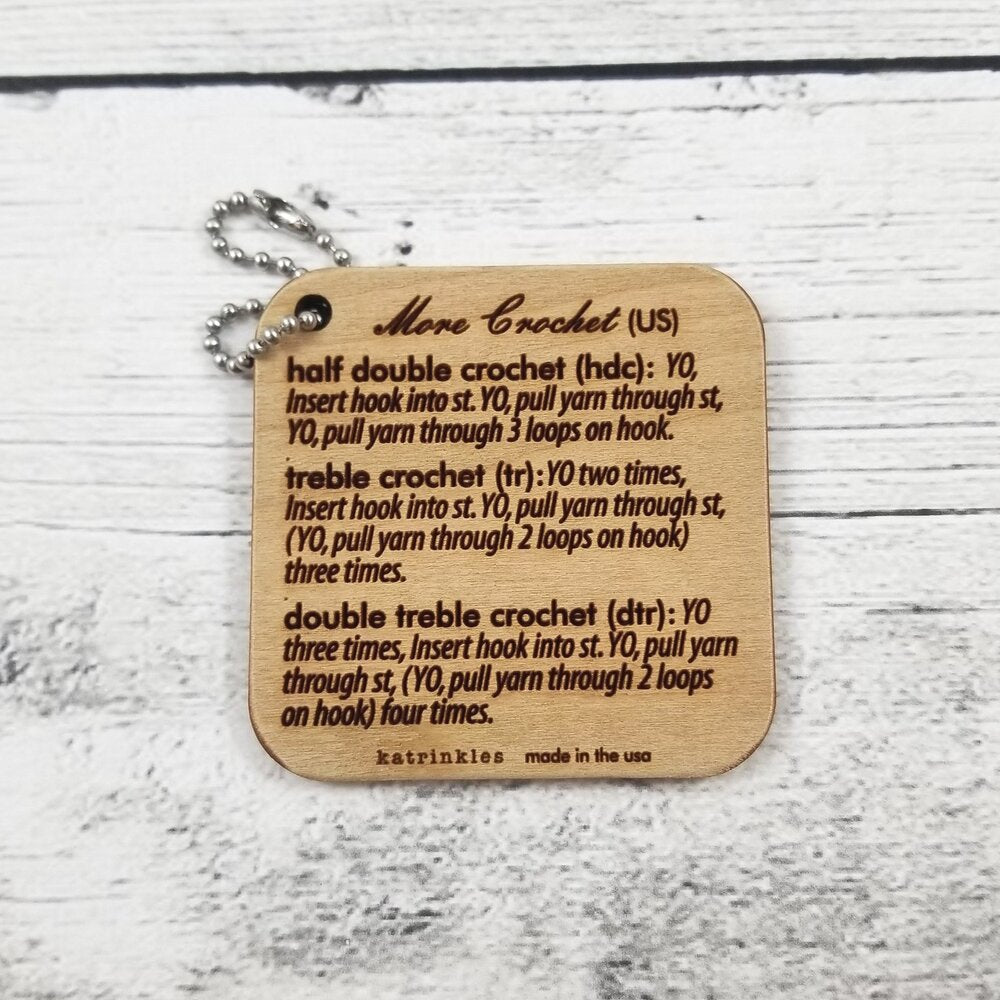 More Crochet (US)
half double crochet (hdc): YO,
Insert hook into st. YO, pull yarn through st,
YO, pull yarn through 3 loops on hook.
treble crochet (tr): YO two times,
Insert hook into st. YO, pull yarn through st,
(YO, pull yarn through 2 loops on hook)
three times.
double treble crochet (dtr): YO
three times, Insert hook into st. YO, pull yarn
through st, (YO, pull yarn through 2 loops
on hook) four times.
katrinkles made in the usa